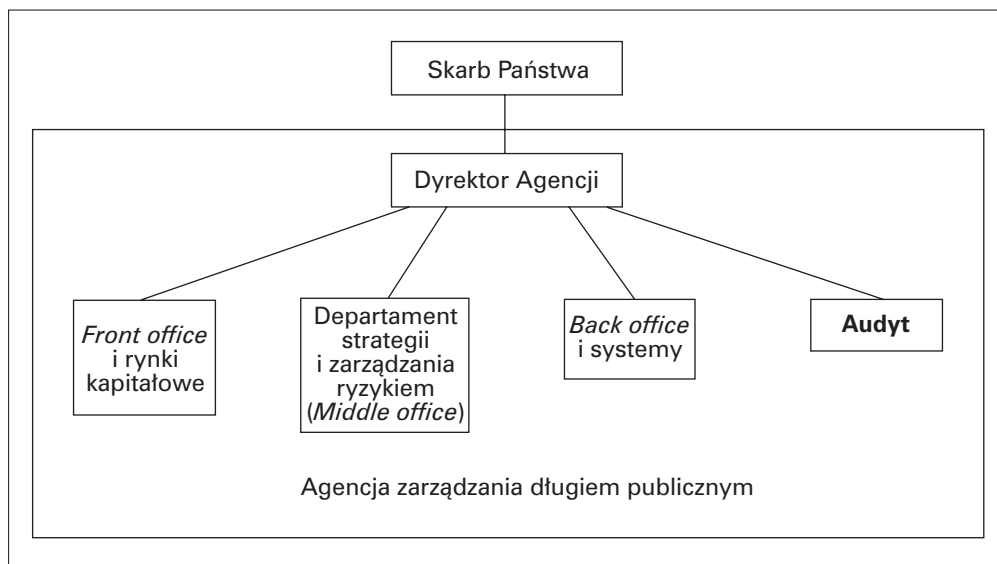 Skarb Państwa
Dyrektor Agencji
Front office
i rynki
kapitałowe
Departament
strategii
i zarządzania
ryzykiem
(Middle office)
Back office
i systemy
Audyt
Agencja zarządzania długiem publicznym